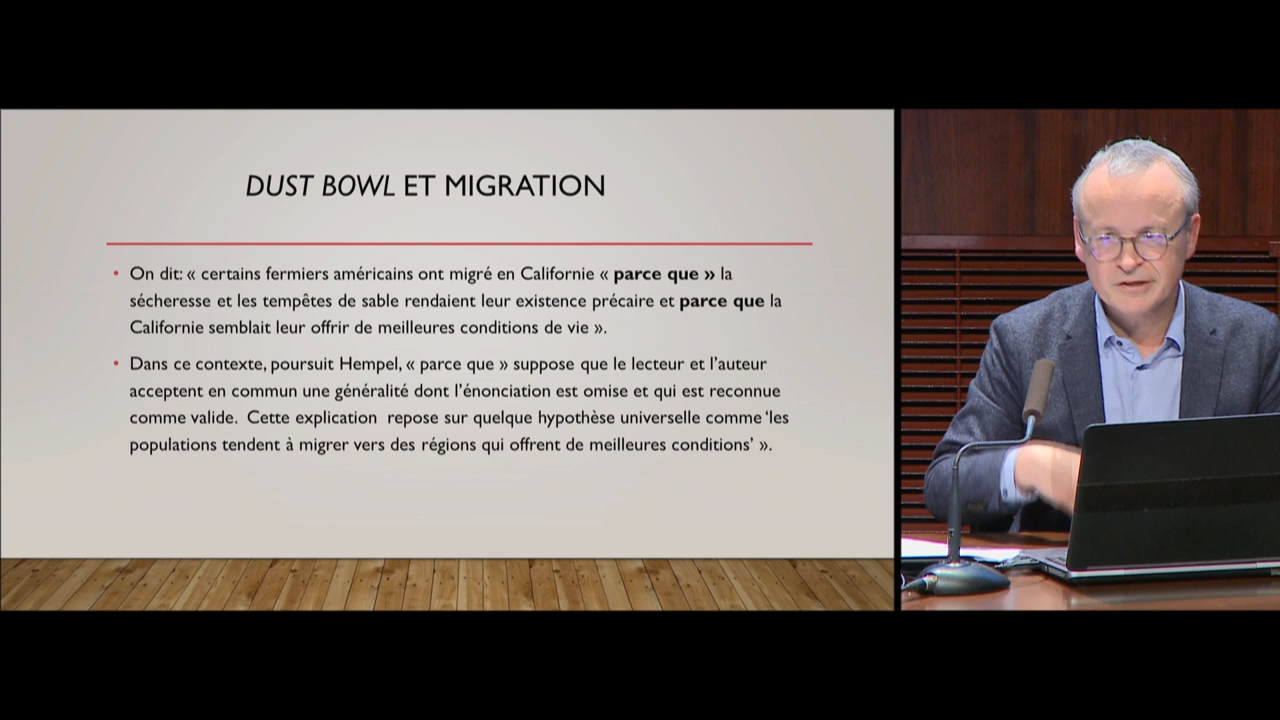 DUST BOWL ET MIGRATION
• On dit: « certains fermiers américains ont migré en Californie « parce que » la
sécheresse et les tempêtes de sable rendaient leur existence précaire et parce que la
Californie semblait leur offrir de meilleures conditions de vie ».
• Dans ce contexte, poursuit Hempel, « parce que » suppose que le lecteur et l’auteur
acceptent en commun une généralité dont l’énonciation est omise et qui est reconnue
comme valide. Cette explication repose sur quelque hypothèse universelle comme ‘les
populations tendent à migrer vers des régions qui offrent de meilleures conditions’ ».